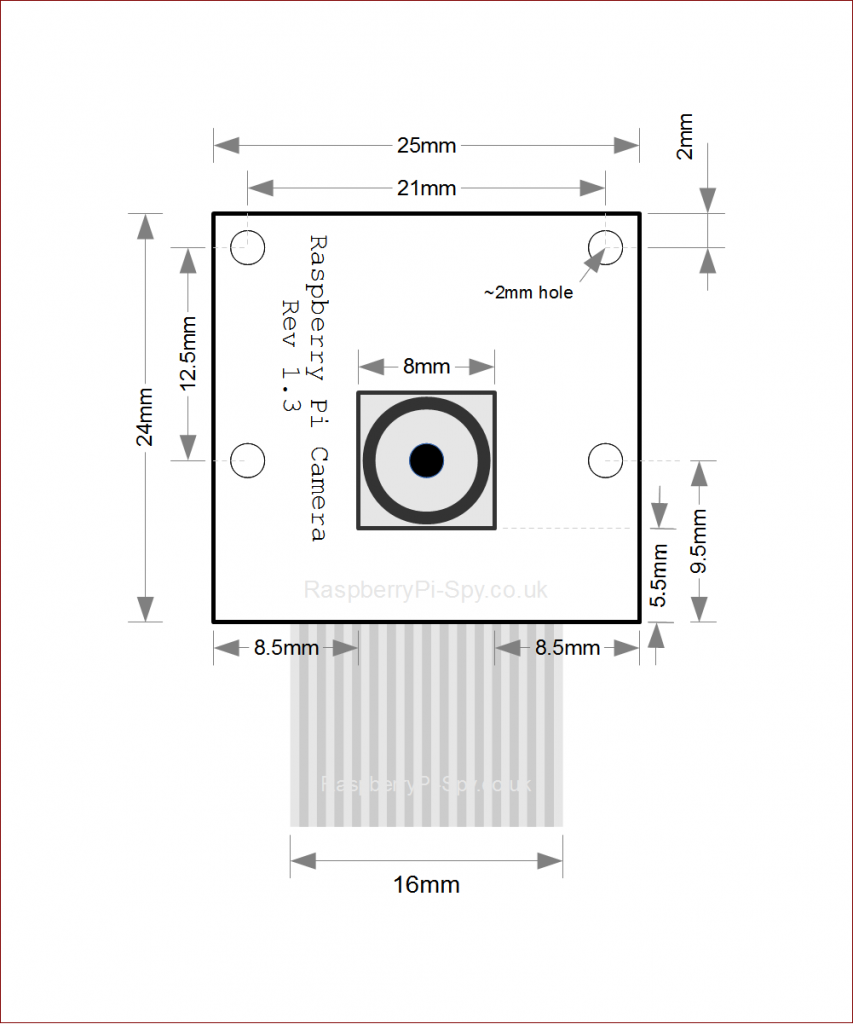 25mm
2mm
21mm
~2mm hole
Raspberry Pi Camera
Rev 1.3
12.5mm
24mm
8mm
9.5mm
5.5mm
RaspberryPi-Spy.co.uk
8.5mm
8.5mm
RaspberryPi-Spy.co.uk
16mm